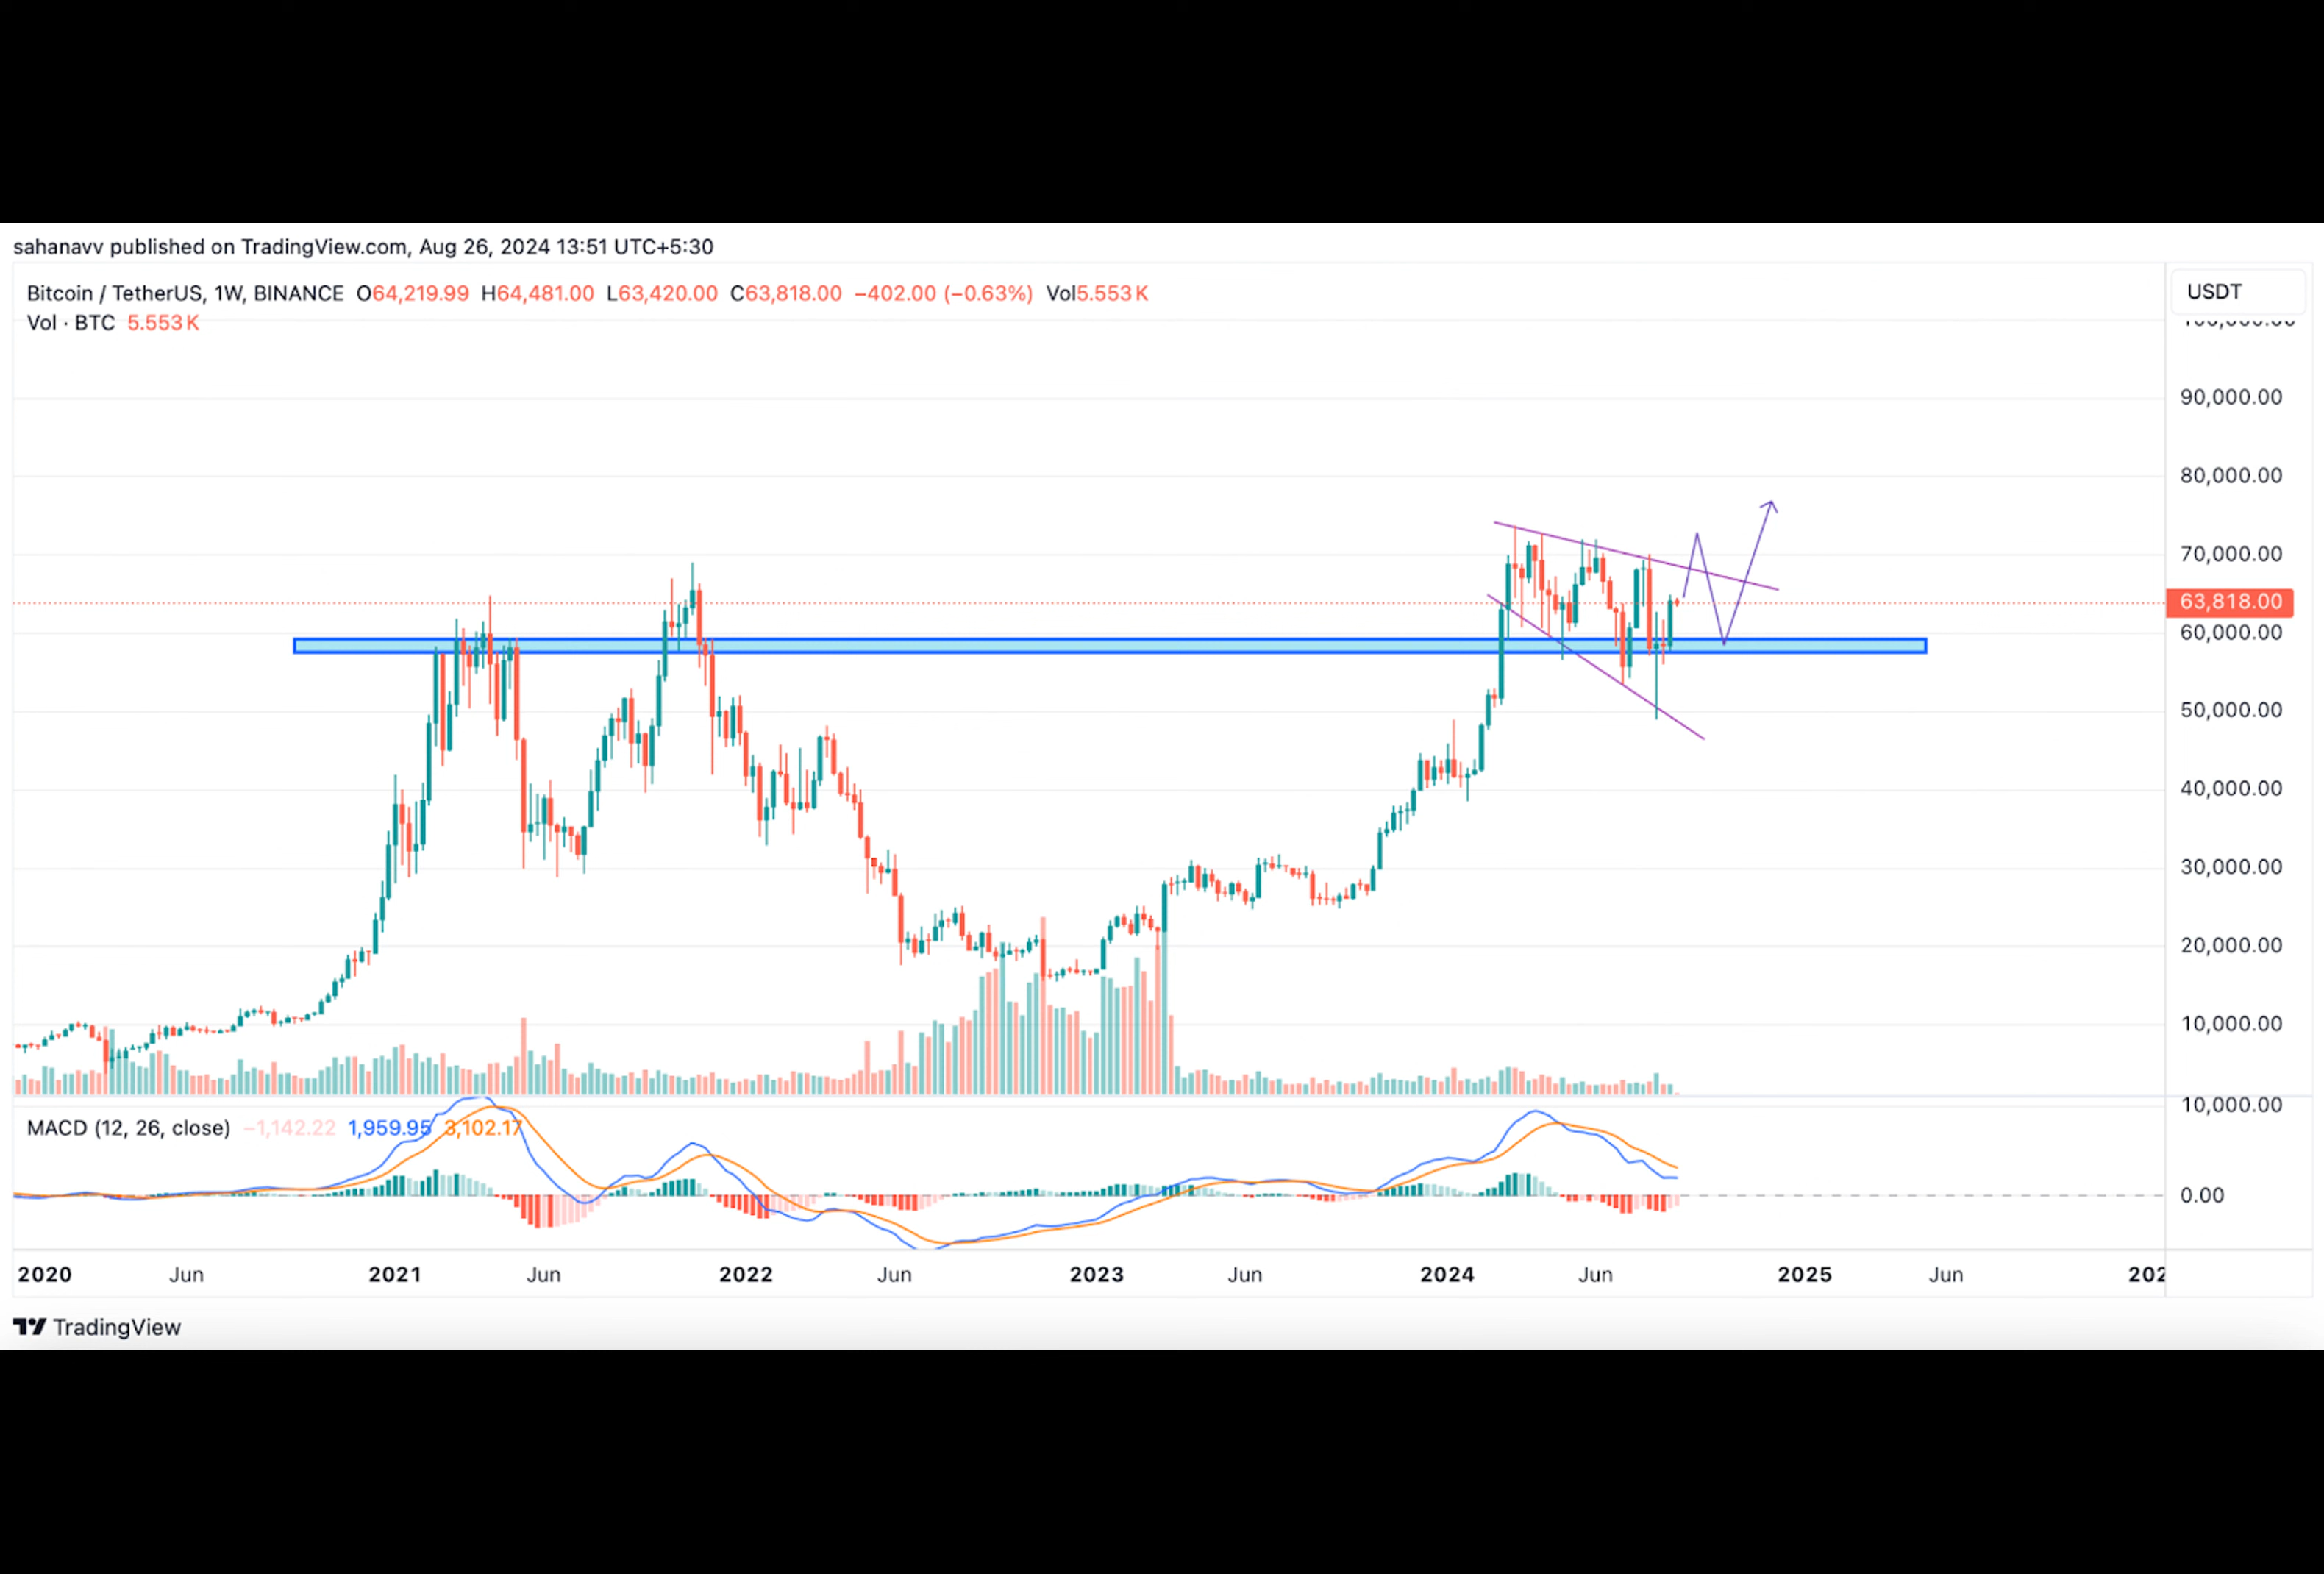 sahanavv published on TradingView.com, Aug 26, 2024 13:51 UTC+5:30
Bitcoin / TetherUS, 1W, BINANCE O64,219.99 H64,481.00 L63,420.00 C63,818.00 −402.00 (−0.63%) Vol5.553K
Vol · BTC 5.553K
USDT
90,000.00
80,000.00
70,000.00
63,818.00
60,000.00
50,000.00
40,000.00
30,000.00
20,000.00
10,000.00
MACD (12, 26, close) −1,142.22 1,959.95 3,102.17
10,000.00
0.00
2020 Jun 2021 Jun 2022 Jun 2023 Jun 2024 Jun 2025 Jun
TradingView